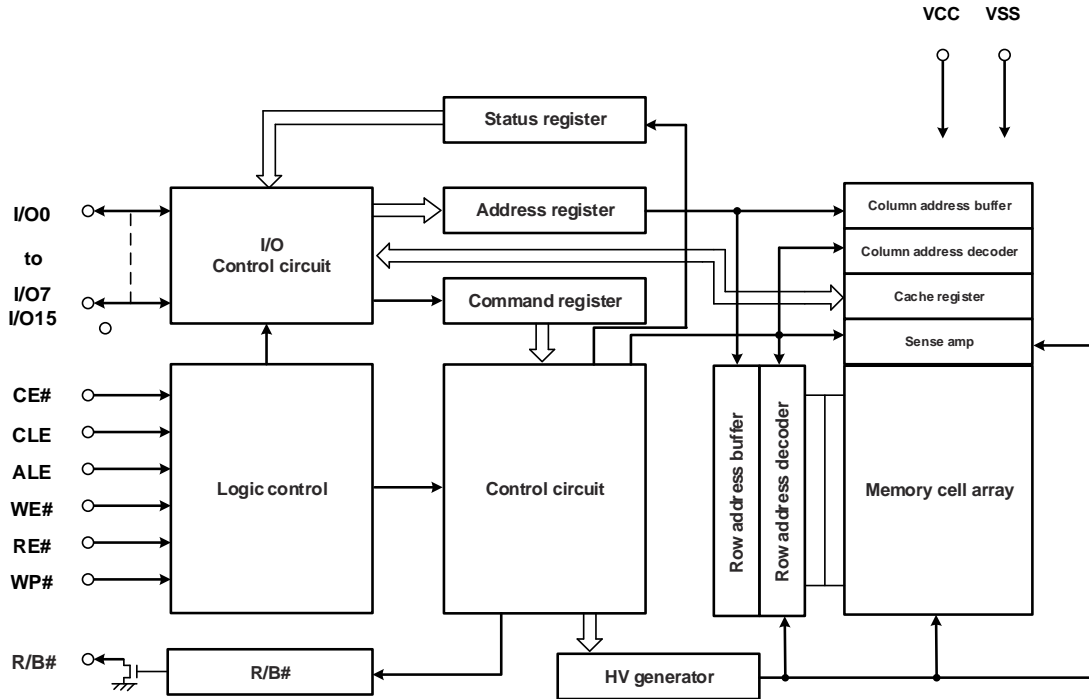 VCC VSS
Status register
I/O0
to
I/O7
I/O15
I/O
Control circuit
Address register
Command register
Column address buffer
Column address decoder
Cache register
Sense amp
CE#
CLE
ALE
WE#
RE#
WP#
Logic control
Control circuit
Row address buffer
Row address decoder
Memory cell array
R/B#
R/B#
HV generator